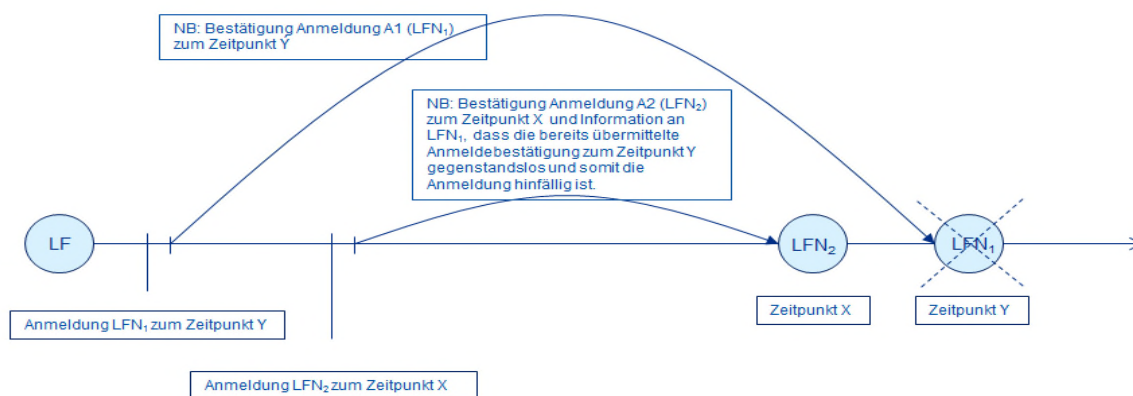 NB: Bestätigung Anmeldung A1 (LFN₁)
zum Zeitpunkt Y
NB: Bestätigung Anmeldung A2 (LFN₂)
zum Zeitpunkt X und Information an
LFN₁, dass die bereits übermittelte
Anmeldebestätigung zum Zeitpunkt Y
gegenstandslos und somit die
Anmeldung hinfällig ist.
LF
LFN₂
LFN₁
Anmeldung LFN₁ zum Zeitpunkt Y
Zeitpunkt X
Zeitpunkt Y
Anmeldung LFN₂ zum Zeitpunkt X